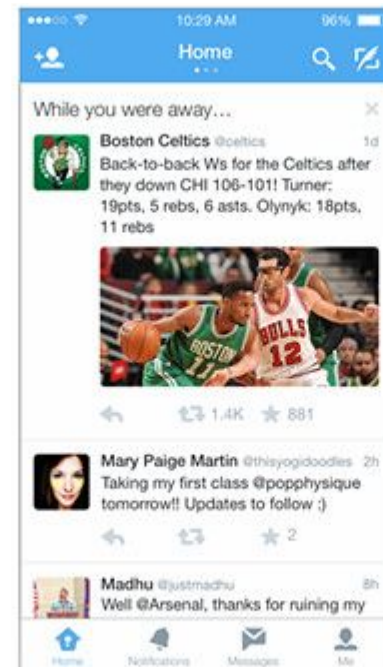 10:29 AM
96%
Home
While you were away...
Boston Celtics @celtics 1d
Back-to-back Ws for the Celtics after
they down CHI 106-101! Turner:
19pts, 5 rebs, 6 asts. Olynyk: 18pts,
11 rebs
BOSTON
11
BULLS
12
1.4K
881
Mary Paige Martin @thisyogidoodles 2h
Taking my first class @popphysique
tomorrow!! Updates to follow :)
2
Madhu @justmadhu 8h
Well @Arsenal, thanks for ruining my
Home
Notifications
Messages
Me